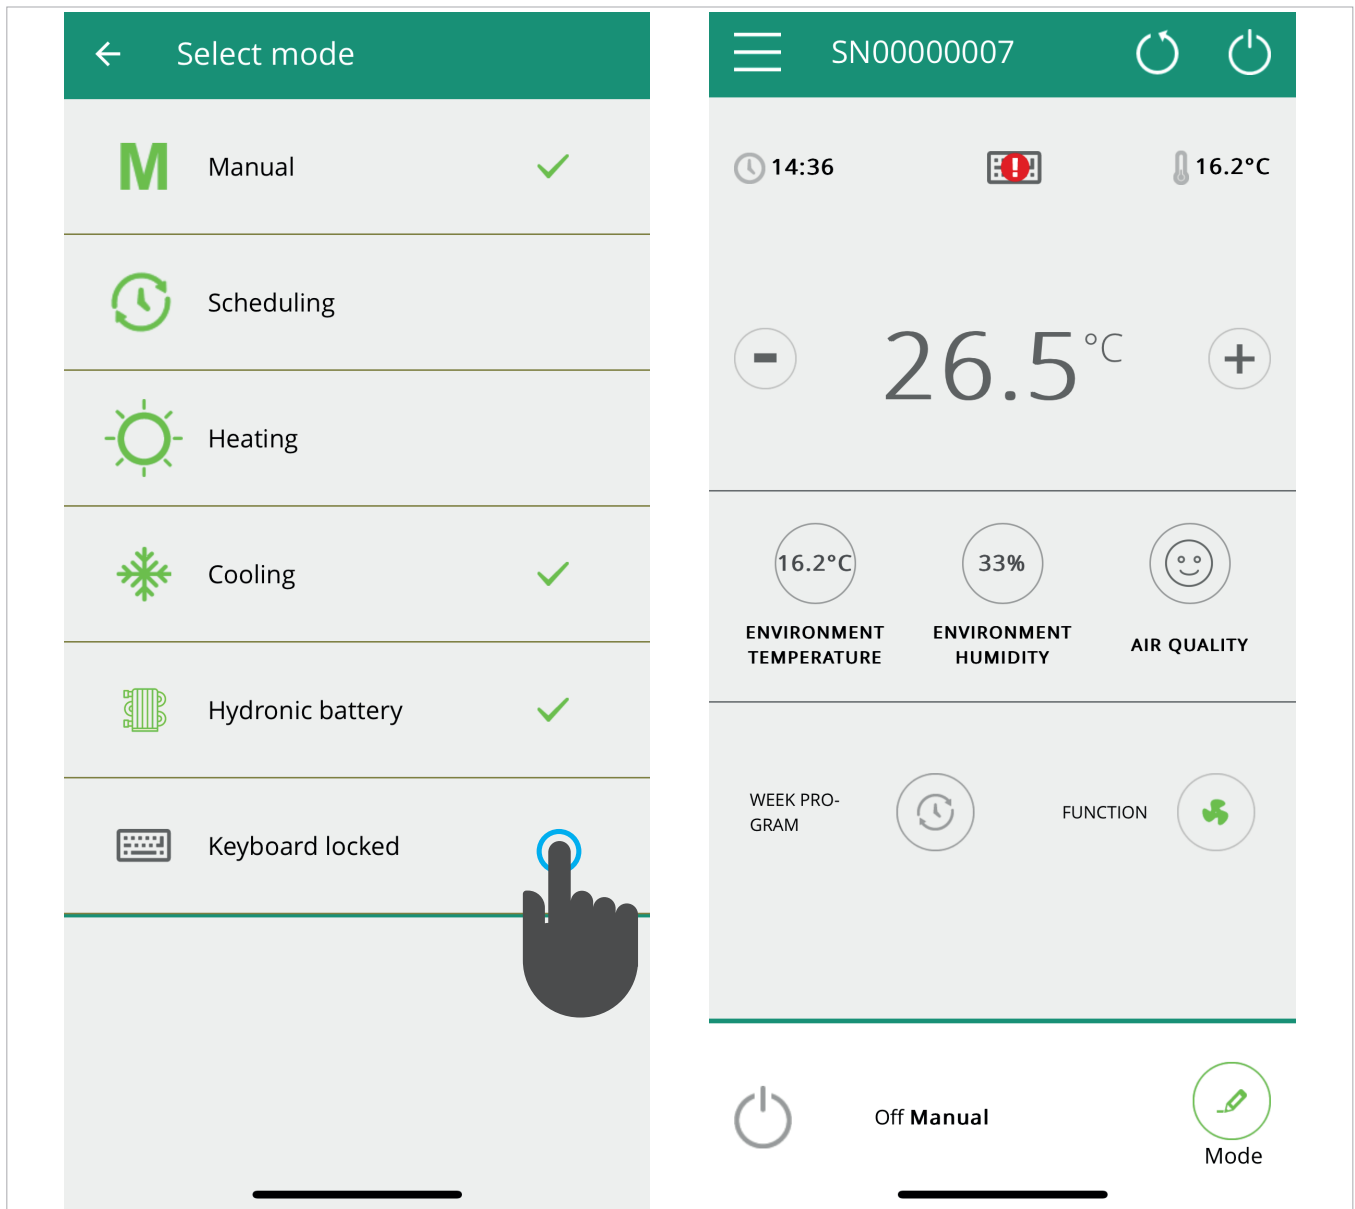 Select mode
M Manual
Scheduling
Heating
Cooling
Hydronic battery
Keyboard locked
SN00000007
14:36
16.2°C
- 26.5°C +
16.2°C
33%
ENVIRONMENT
TEMPERATURE
ENVIRONMENT
HUMIDITY
AIR QUALITY
WEEK PRO-
GRAM
FUNCTION
Off Manual
Mode